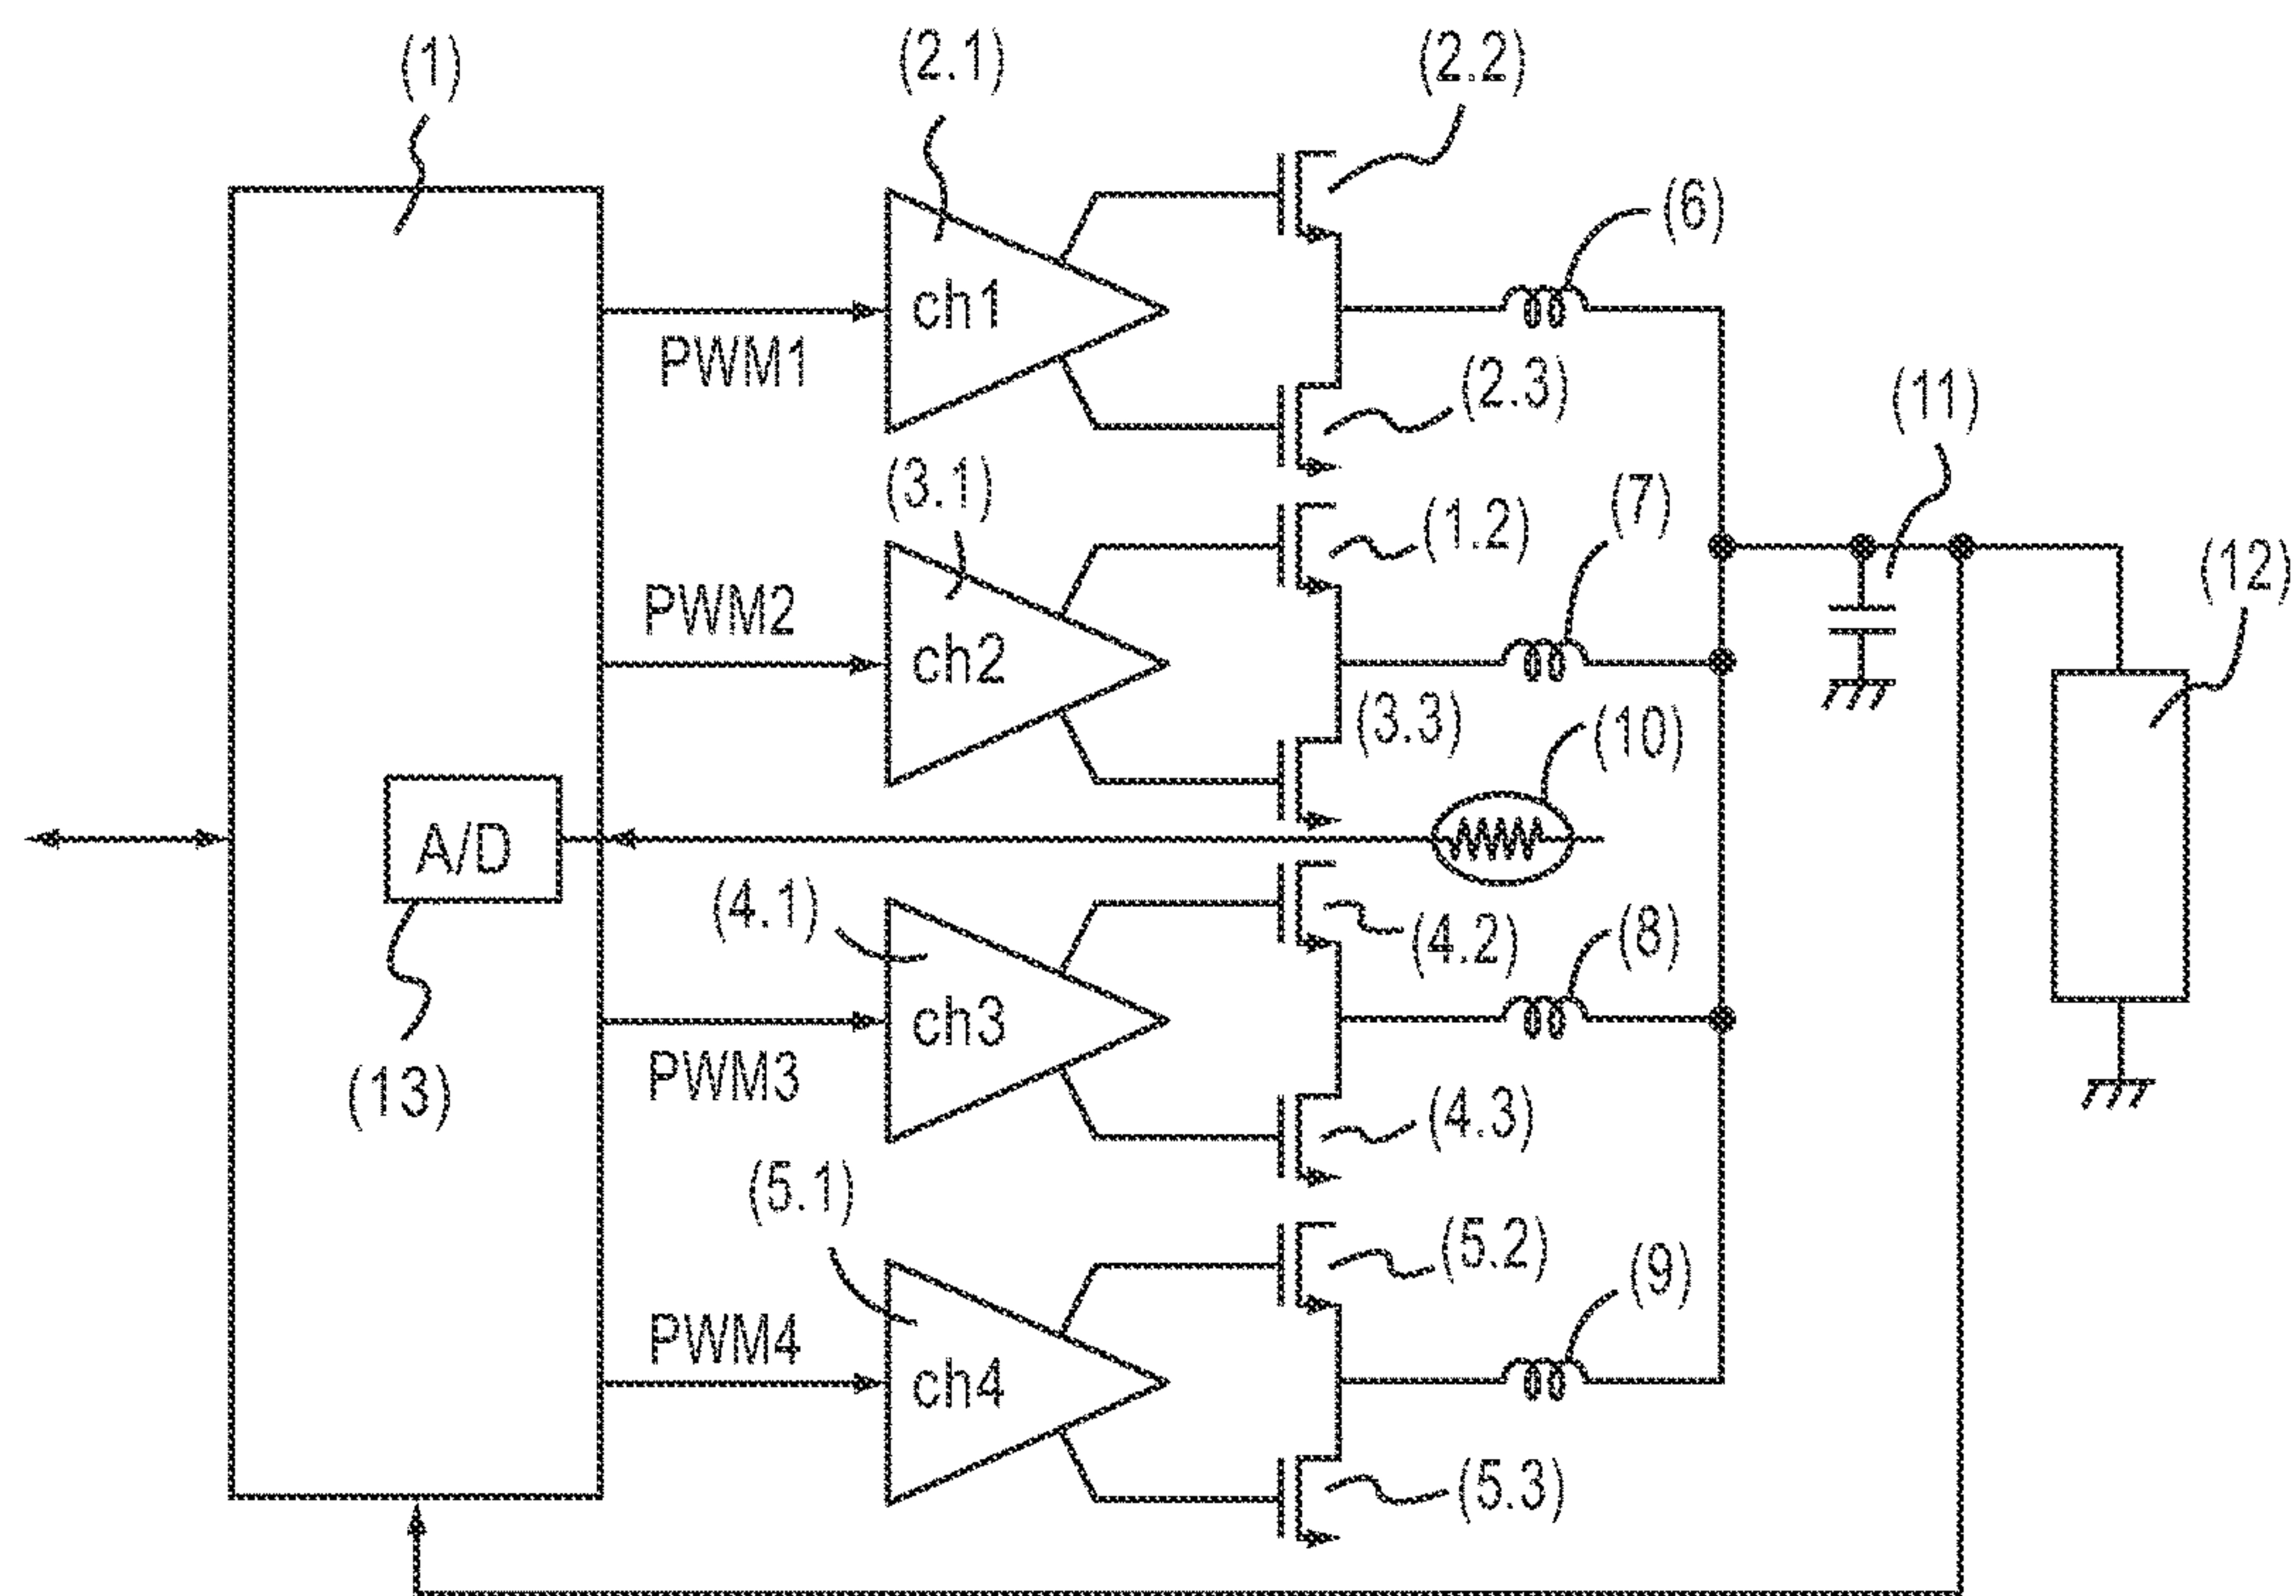 (1)
(2.1)
(2.2)
(6)
ch1
PWM1
(2.3)
(11)
(3.1)
(1.2)
(7)
(12)
PWM2
ch2
(3.3)
(10)
A/D
(4.1)
(4.2)
(8)
ch3
PWM3
(13)
(4.3)
(5.1)
(5.2)
(9)
PWM4
ch4
(5.3)